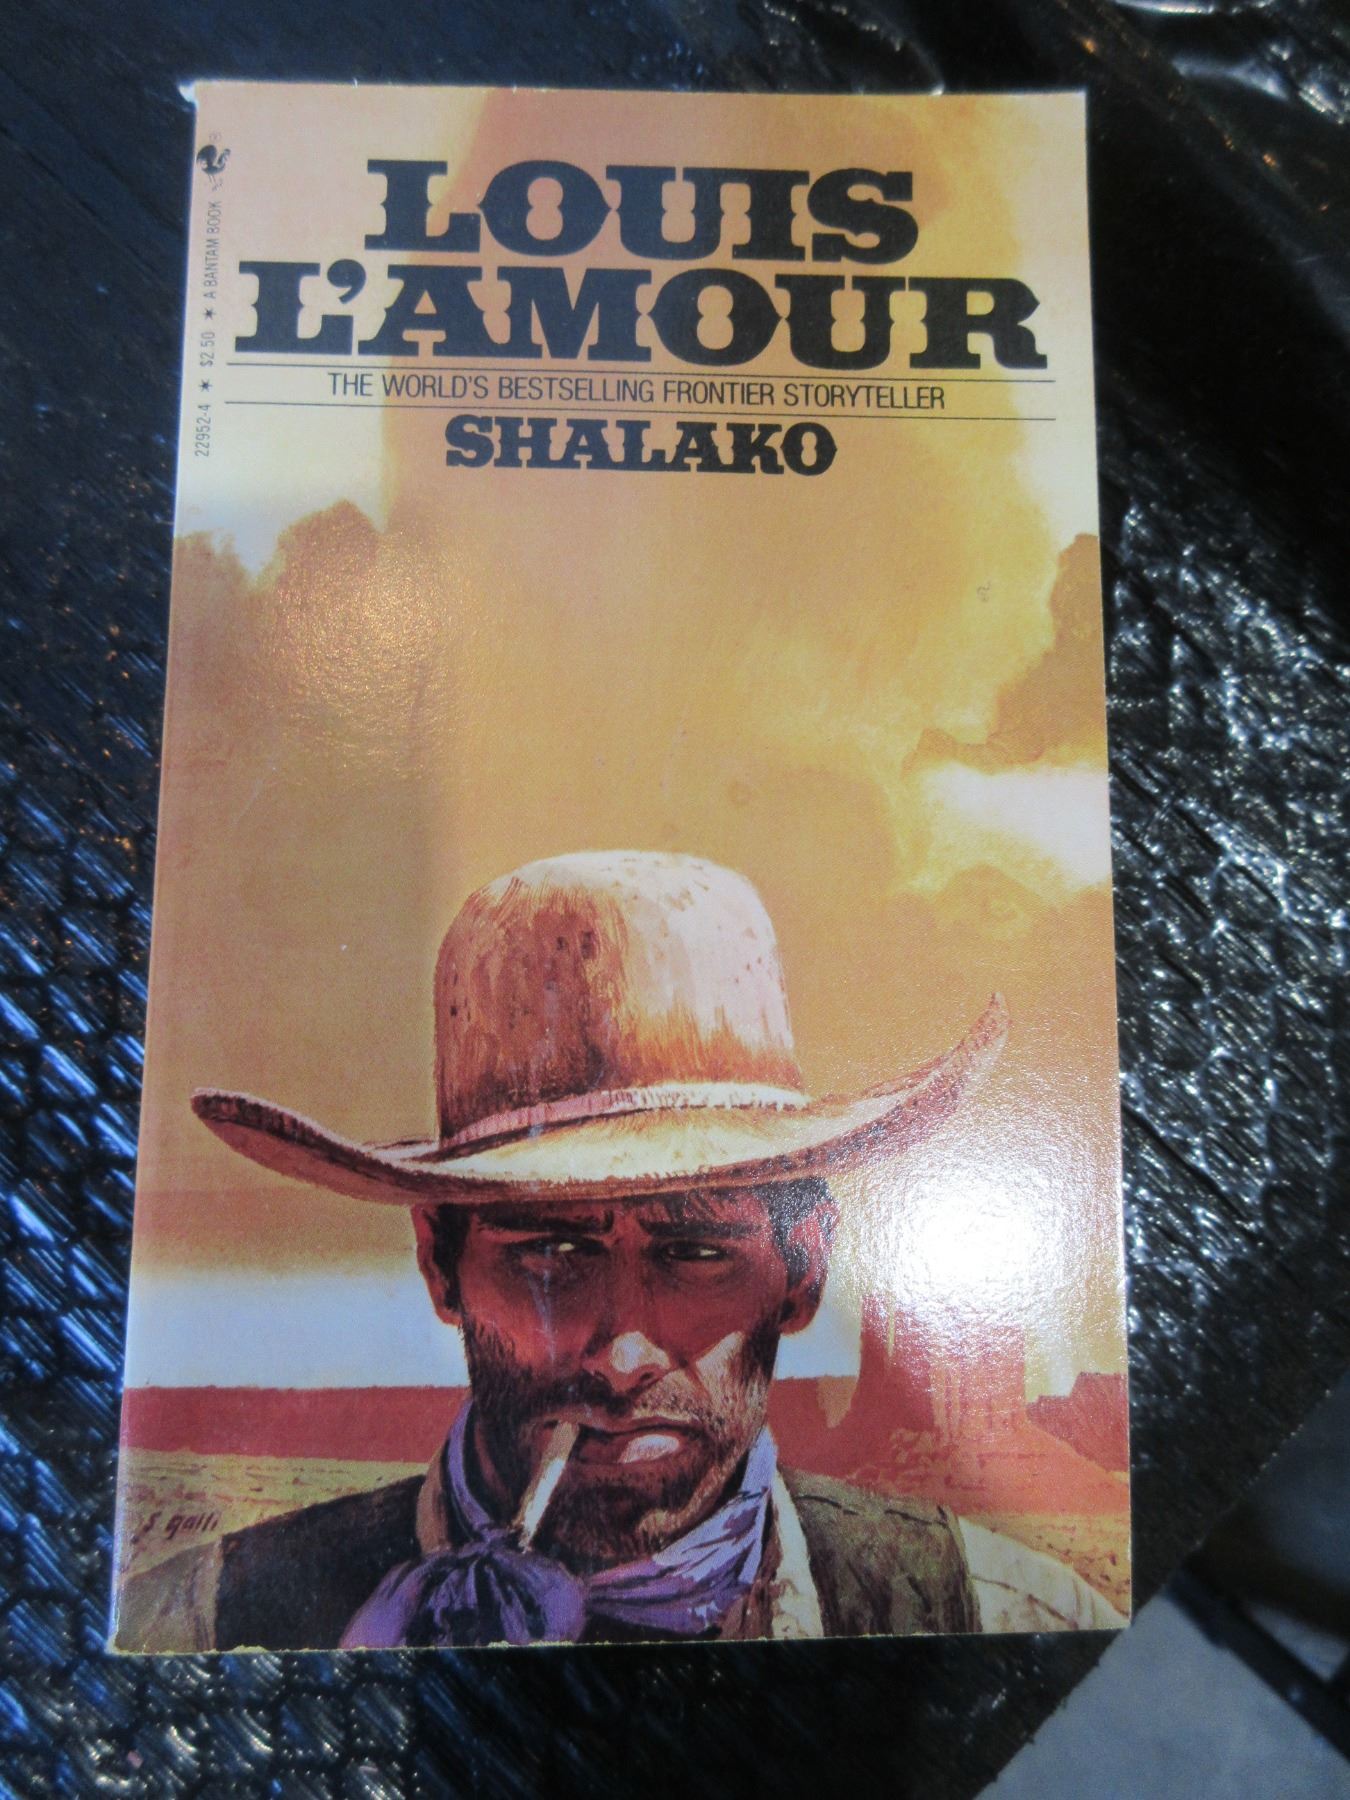 LOUIS
L'AMOUR
THE WORLD'S BESTSELLING FRONTIER STORYTELLER
SHALAKO
22952-4 * $2.50 * A BANTAM BOOK
S Galli